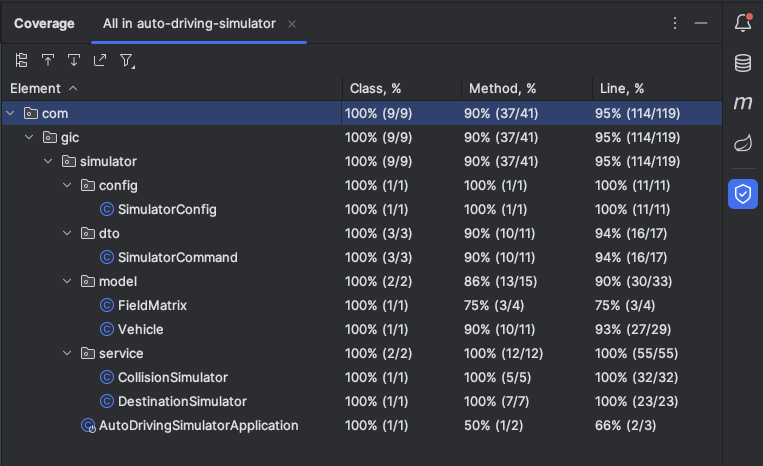 Coverage All in auto-driving-simulator
Element Class, % Method, % Line, %
com 100% (9/9) 90% (37/41) 95% (114/119)
gic 100% (9/9) 90% (37/41) 95% (114/119)
simulator 100% (9/9) 90% (37/41) 95% (114/119)
config 100% (1/1) 100% (1/1) 100% (11/11)
SimulatorConfig 100% (1/1) 100% (1/1) 100% (11/11)
dto 100% (3/3) 90% (10/11) 94% (16/17)
SimulatorCommand 100% (3/3) 90% (10/11) 94% (16/17)
model 100% (2/2) 86% (13/15) 90% (30/33)
FieldMatrix 100% (1/1) 75% (3/4) 75% (3/4)
Vehicle 100% (1/1) 90% (10/11) 93% (27/29)
service 100% (2/2) 100% (12/12) 100% (55/55)
CollisionSimulator 100% (1/1) 100% (5/5) 100% (32/32)
DestinationSimulator 100% (1/1) 100% (7/7) 100% (23/23)
AutoDrivingSimulatorApplication 100% (1/1) 50% (1/2) 66% (2/3)
m